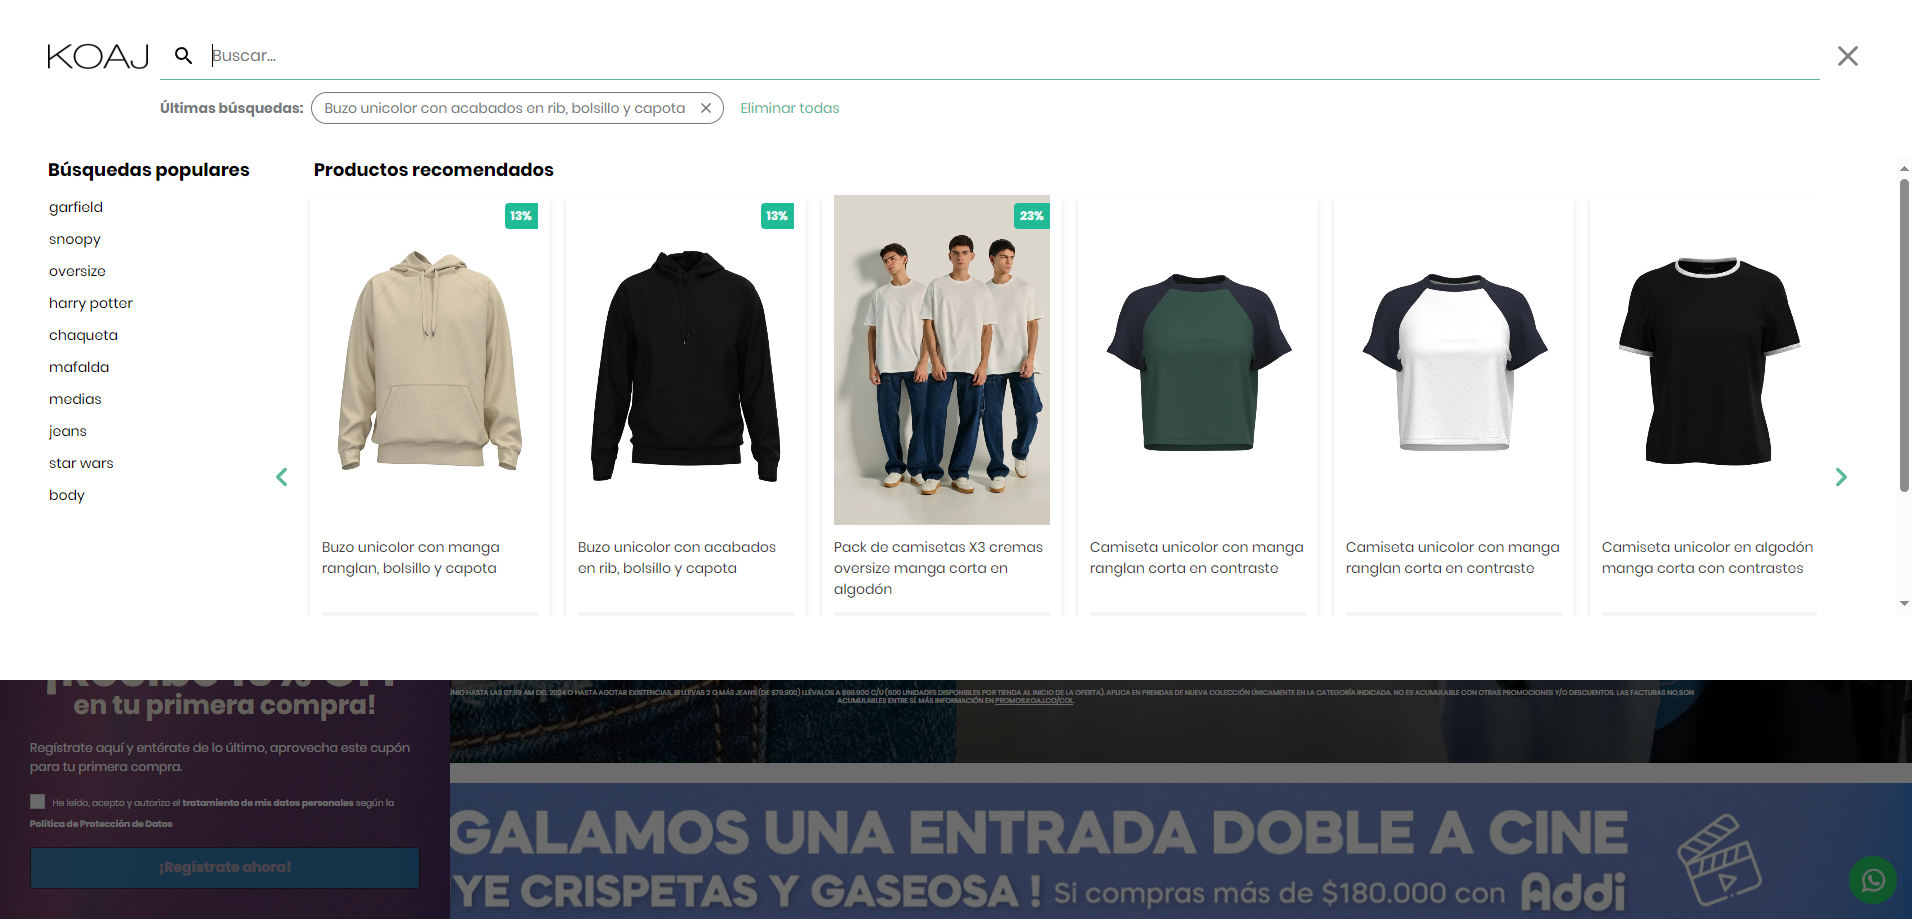 KOAJ
Buscar...
Últimas búsquedas: Buzo unicolor con acabados en rib, bolsillo y capota Eliminar todas
Búsquedas populares
garfield
snoopy
oversize
harry potter
chaqueta
mafalda
medias
jeans
star wars
body
Productos recomendados
13%
Buzo unicolor con manga
ranglan, bolsillo y capota
13%
Buzo unicolor con acabados
en rib, bolsillo y capota
23%
Pack de camisetas X3 cremas
oversize manga corta en
algodón
Camiseta unicolor con manga
ranglan corta en contraste
Camiseta unicolor con manga
ranglan corta en contraste
Camiseta unicolor en algodón
manga corta con contrastes
en tu primera compra!
Regístrate aquí y entérate de lo último, aprovecha este cupón
para tu primera compra.
He leído, acepto y autorizo el tratamiento de mis datos personales según la
Política de Protección de Datos
¡Regístrate ahora!
UNIO HASTA LAS 07:59 AM DEL 2024 O HASTA AGOTAR EXISTENCIAS. SI LLEVAS 2 O MÁS JEANS (DE $79.900) LLÉVALOS A $69.900 C/U (600 UNIDADES DISPONIBLES POR TIENDA AL INICIO DE LA OFERTA). APLICA EN PRENDAS DE NUEVA COLECCIÓN ÚNICAMENTE EN LA CATEGORÍA INDICADA. NO ES ACUMULABLE CON OTRAS PROMOCIONES Y/O DESCUENTOS. LAS FACTURAS NO SON
ACUMULABLES ENTRE SÍ. MÁS INFORMACIÓN EN PROMOS.KOAJ.CO/COL
GALAMOS UNA ENTRADA DOBLE A CINE
YE CRISPETAS Y GASEOSA ! Si compras más de $180.000 con Addi